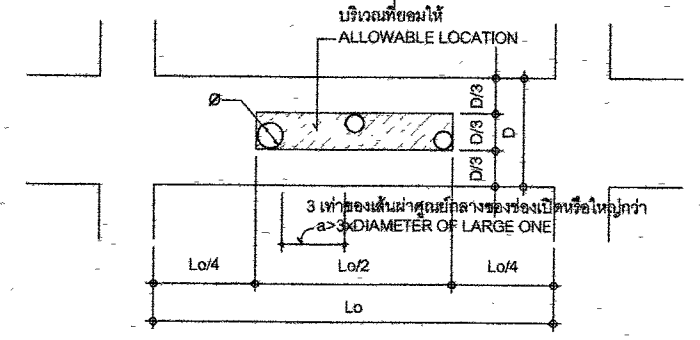 บริเวณที่ยอมให้
ALLOWABLE LOCATION
Ø
D/3
D/3
D/3
D
3 เท่าของเส้นผ่าศูนย์กลางของช่องเปิดหรือใหญ่กว่า
a>3xDIAMETER OF LARGE ONE
Lo/4
Lo/2
Lo/4
Lo